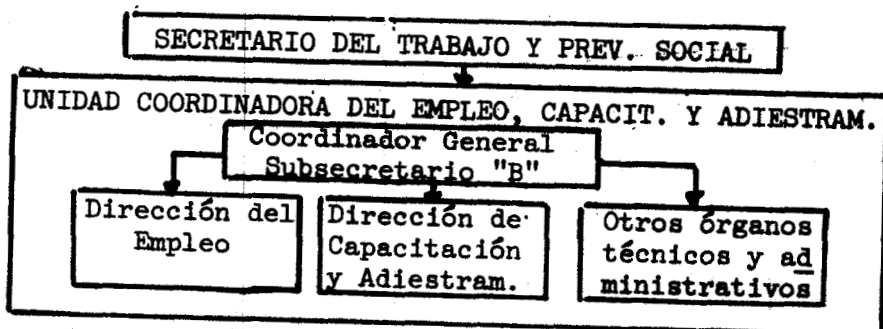 SECRETARIO DEL TRABAJO Y PREV. SOCIAL
UNIDAD COORDINADORA DEL EMPLEO, CAPACIT. Y ADIESTRAM.
Coordinador General
Subsecretario "B"
Dirección del
Empleo
Dirección de
Capacitación
y Adiestram.
Otros órganos
técnicos y ad
ministrativos